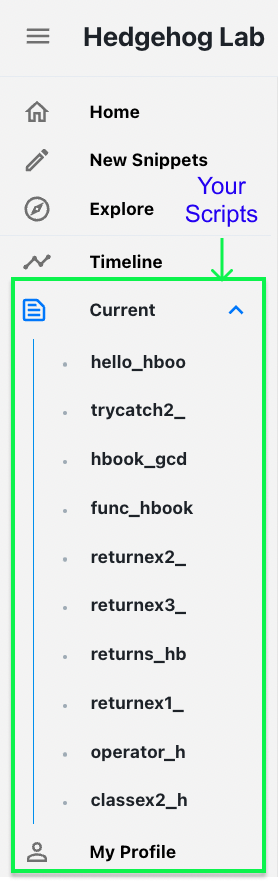 Hedgehog Lab
Home
New Snippets
Explore
Your
Scripts
Timeline
Current
hello_hboo
trycatch2_
hbook_gcd
func_hbook
returnex2_
returnex3_
returns_hb
returnex1_
operator_h
classex2_h
My Profile